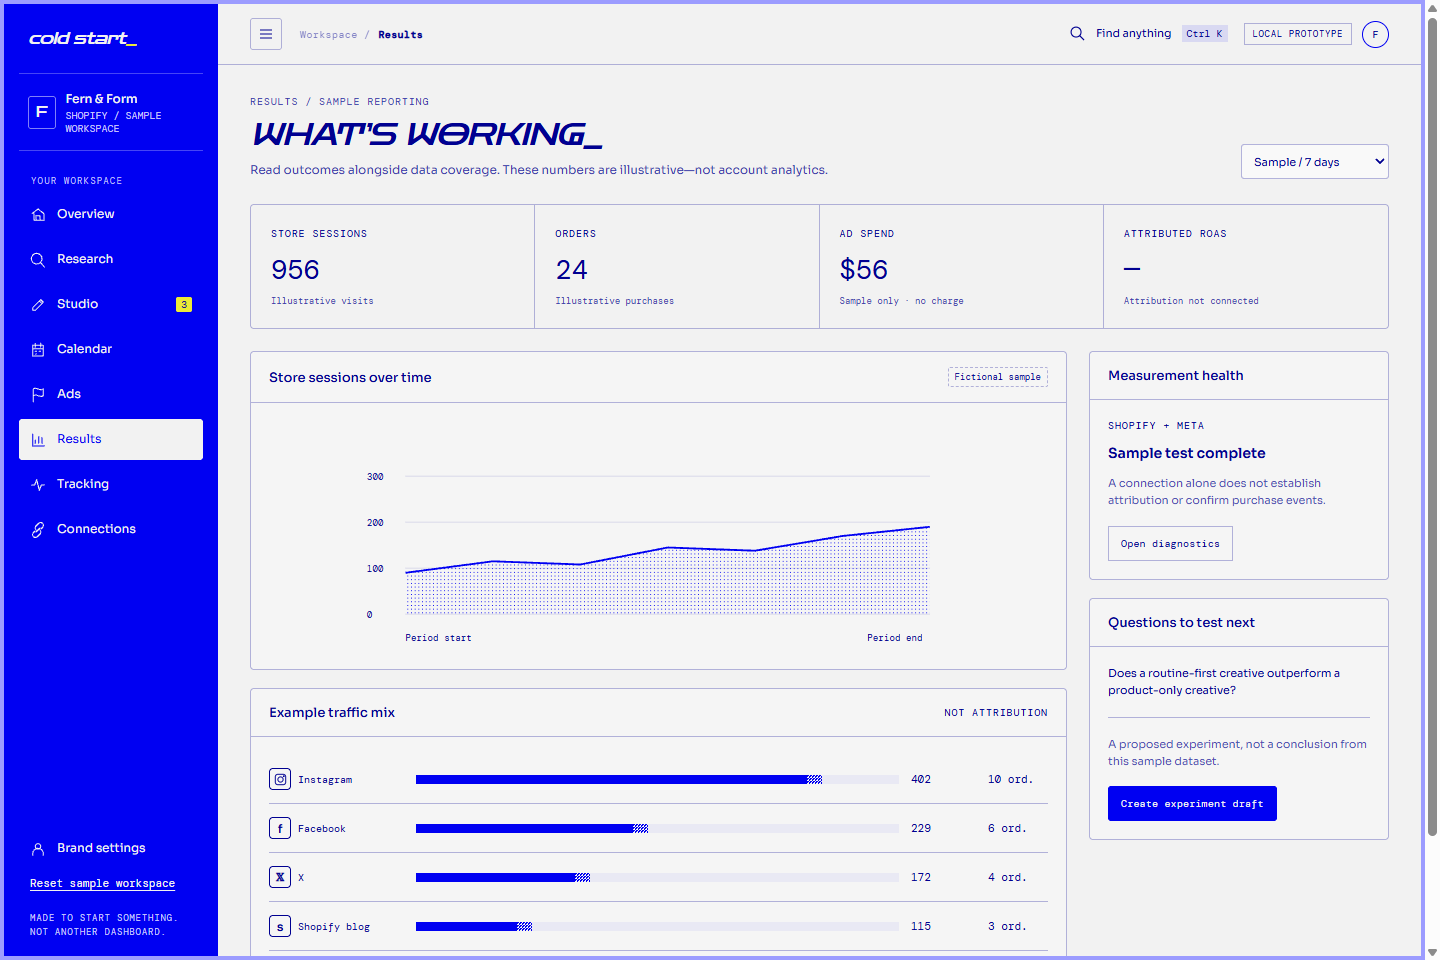 cold start_
F
Fern & Form
SHOPIFY / SAMPLE
WORKSPACE
YOUR WORKSPACE
Overview
Research
Studio
3
Calendar
Ads
Results
Tracking
Connections
Brand settings
Reset sample workspace
MADE TO START SOMETHING.
NOT ANOTHER DASHBOARD.
Workspace / Results
Find anything
Ctrl K
LOCAL PROTOTYPE
F
RESULTS / SAMPLE REPORTING
WHAT'S WORKING_
Read outcomes alongside data coverage. These numbers are illustrative—not account analytics.
Sample / 7 days
STORE SESSIONS
956
Illustrative visits
ORDERS
24
Illustrative purchases
AD SPEND
$56
Sample only · no charge
ATTRIBUTED ROAS
—
Attribution not connected
Store sessions over time
Fictional sample
300
200
100
0
Period start
Period end
Example traffic mix
NOT ATTRIBUTION
Instagram 402 10 ord.
f Facebook 229 6 ord.
X X 172 4 ord.
s Shopify blog 115 3 ord.
Measurement health
SHOPIFY + META
Sample test complete
A connection alone does not establish
attribution or confirm purchase events.
Open diagnostics
Questions to test next
Does a routine-first creative outperform a
product-only creative?
A proposed experiment, not a conclusion from
this sample dataset.
Create experiment draft